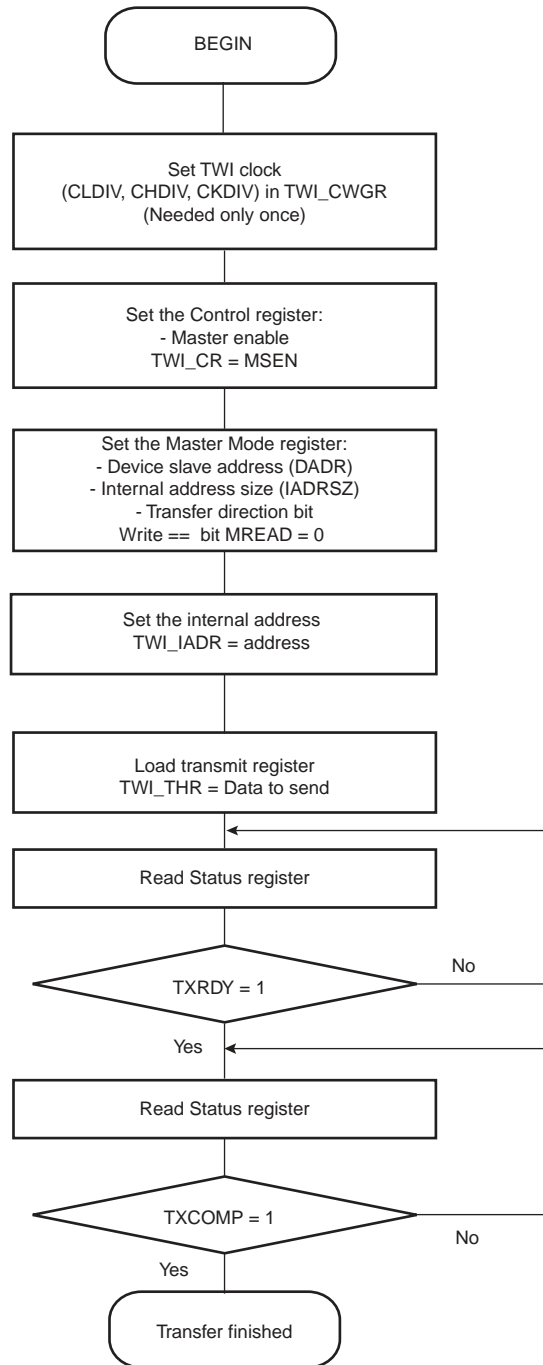 BEGIN
Set TWI clock
(CLDIV, CHDIV, CKDIV) in TWI_CWGR
(Needed only once)
Set the Control register:
- Master enable
TWI_CR = MSEN
Set the Master Mode register:
- Device slave address (DADR)
- Internal address size (IADRSZ)
- Transfer direction bit
Write == bit MREAD = 0
Set the internal address
TWI_IADR = address
Load transmit register
TWI_THR = Data to send
Read Status register
TXRDY = 1
No
Yes
Read Status register
TXCOMP = 1
No
Yes
Transfer finished